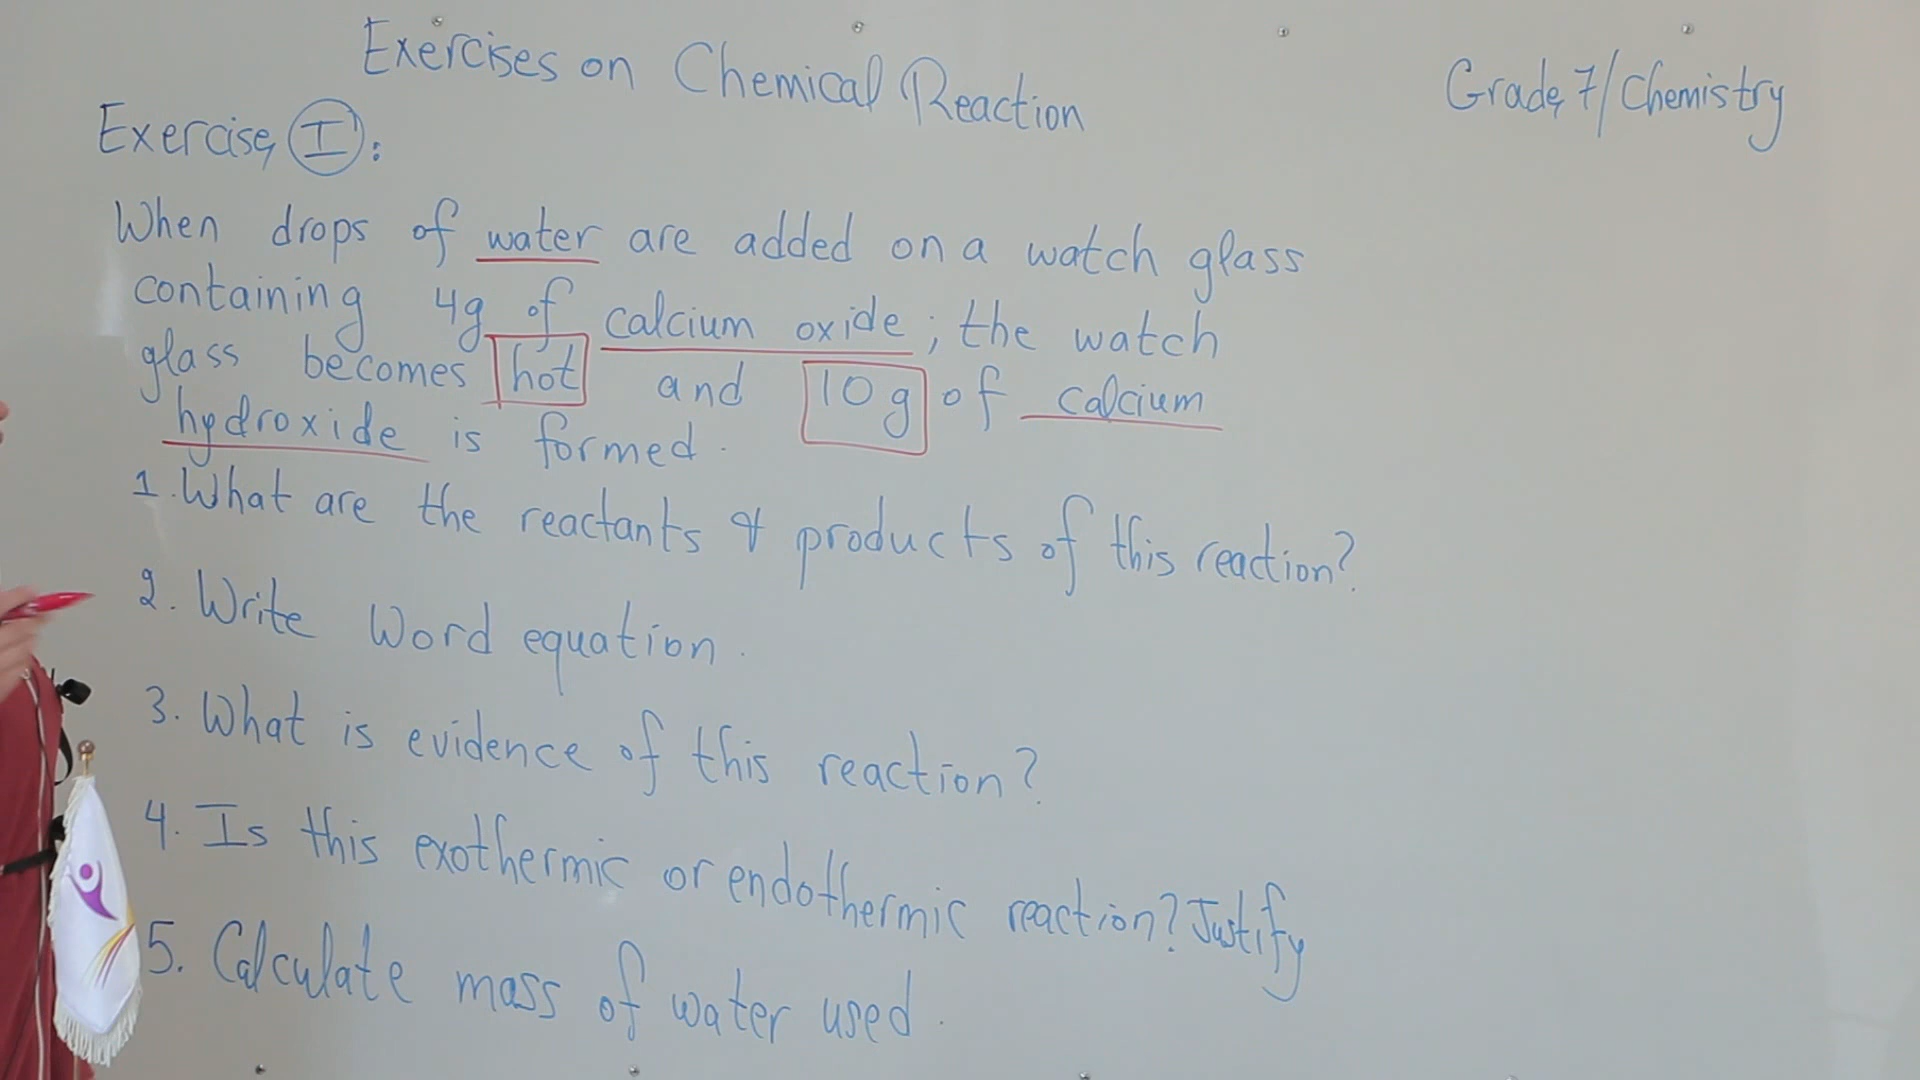 Exercises on Chemical Reaction
Grade 7/Chemistry
Exercise I:
When drops of water are added on a watch glass
containing 4g of calcium oxide; the watch
glass becomes hot and 10g of calcium
hydroxide is formed.
1. What are the reactants & products of this reaction?
2. Write Word equation.
3. What is evidence of this reaction?
4. Is this exothermic or endothermic reaction? Justify
5. Calculate mass of water used.